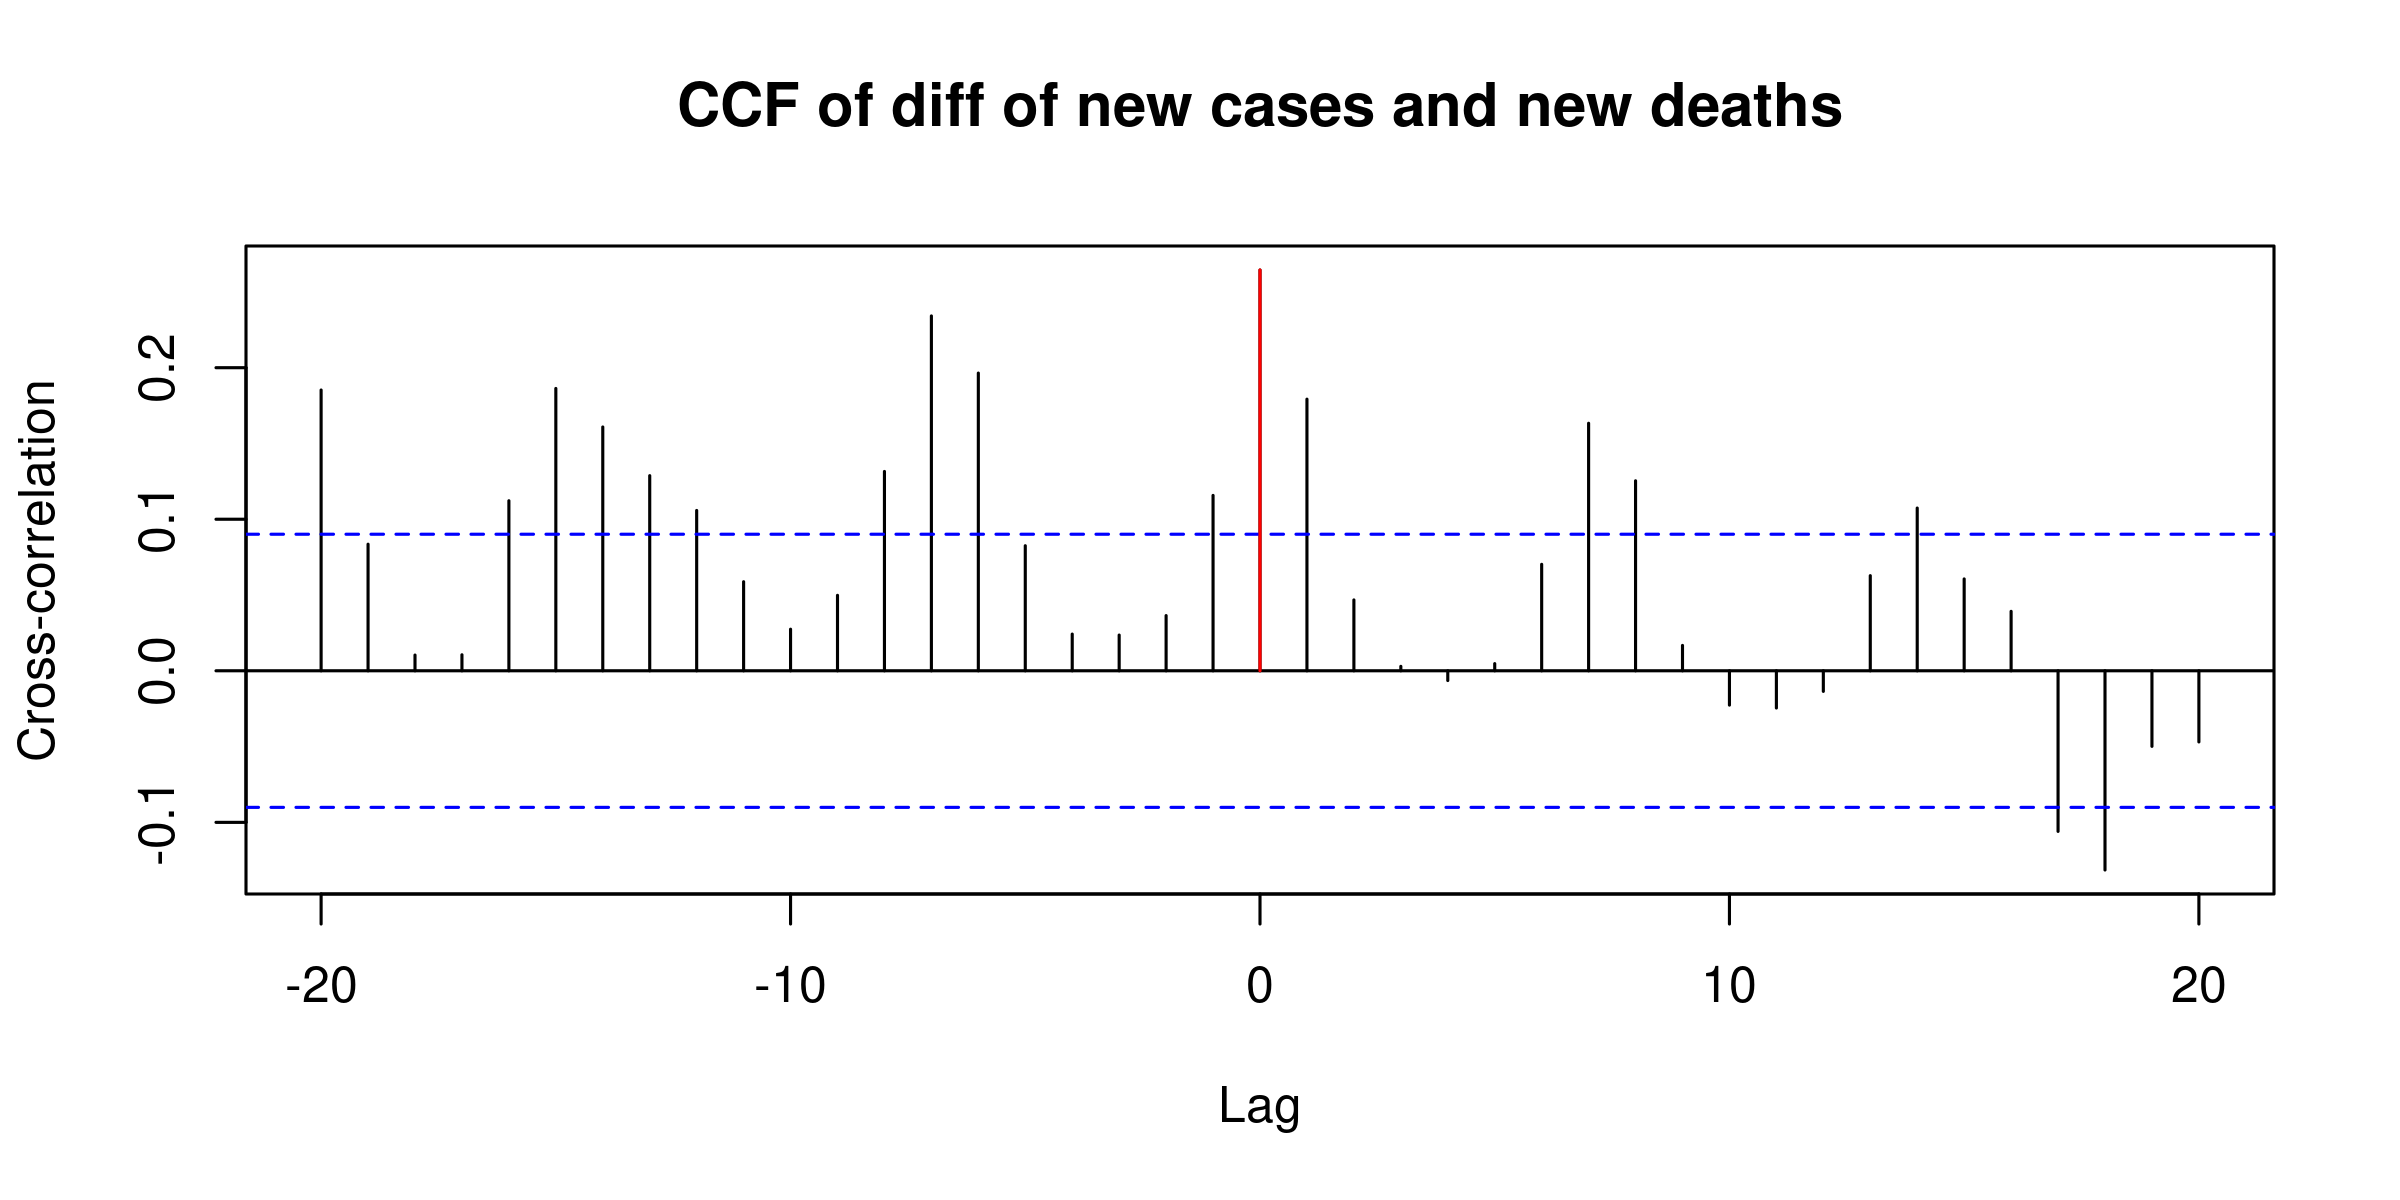 CCF of diff of new cases and new deaths
Cross-correlation
0.2
0.1
0.0
-0.1
-20 -10 0 10 20
Lag